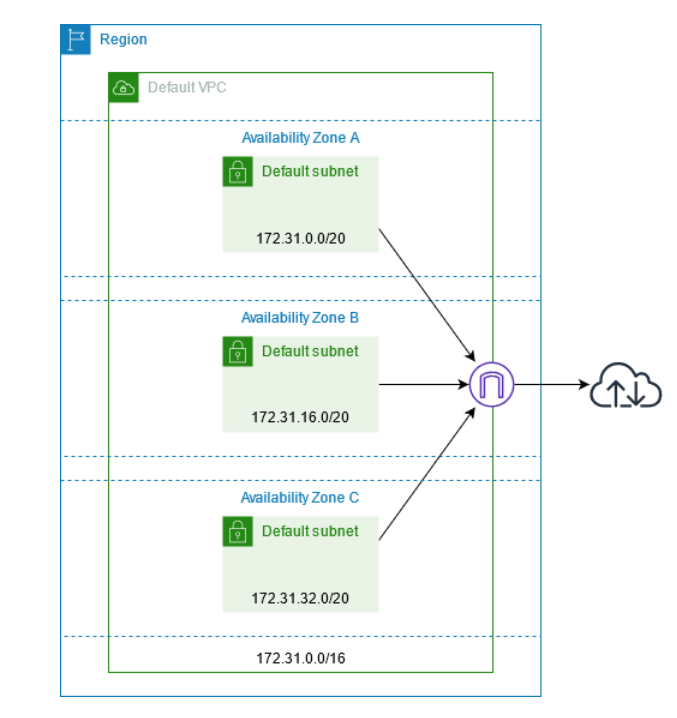 Region
Default VPC
Availability Zone A
Default subnet
172.31.0.0/20
Availability Zone B
Default subnet
172.31.16.0/20
Availability Zone C
Default subnet
172.31.32.0/20
172.31.0.0/16